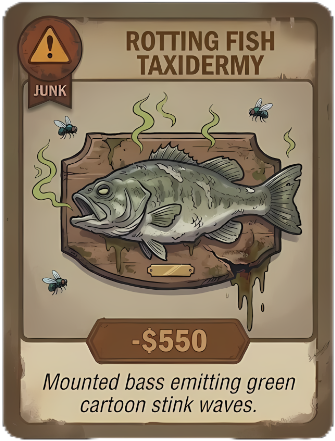 ROTTING FISH
TAXIDERMY
JUNK
-$550
Mounted bass emitting green
cartoon stink waves.